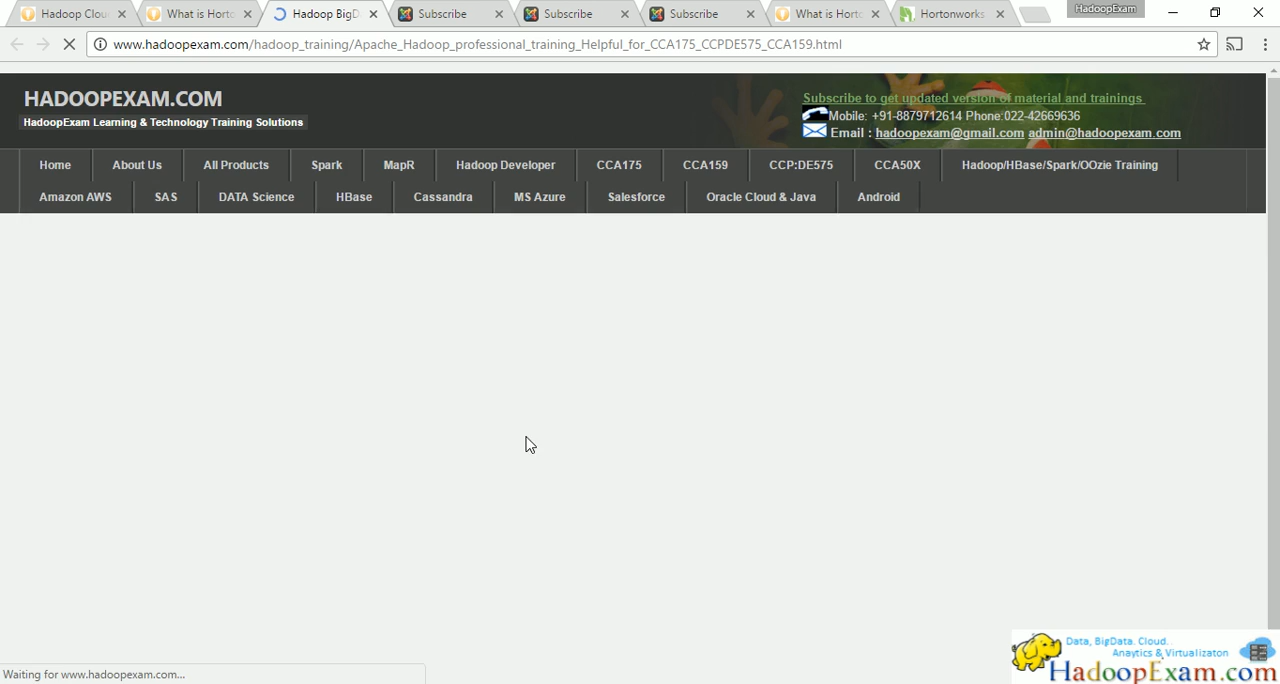 Hadoop Clou
What is Horto
Hadoop BigD
Subscribe
Subscribe
Subscribe
What is Horto
Hortonworks
HadoopExam
www.hadoopexam.com/hadoop_training/Apache_Hadoop_professional_training_Helpful_for_CCA175_CCPDE575_CCA159.html
HADOOPEXAM.COM
HadoopExam Learning & Technology Training Solutions
Subscribe to get updated version of material and trainings
Mobile: +91-8879712614 Phone:022-42669636
Email : hadoopexam@gmail.com admin@hadoopexam.com
Home About Us All Products Spark MapR Hadoop Developer CCA175 CCA159 CCP:DE575 CCA50X Hadoop/HBase/Spark/OOzie Training
Amazon AWS SAS DATA Science HBase Cassandra MS Azure Salesforce Oracle Cloud & Java Android
Waiting for www.hadoopexam.com...
Data, BigData. Cloud.
Anaytics & Virtualizaton
HadoopExam.com